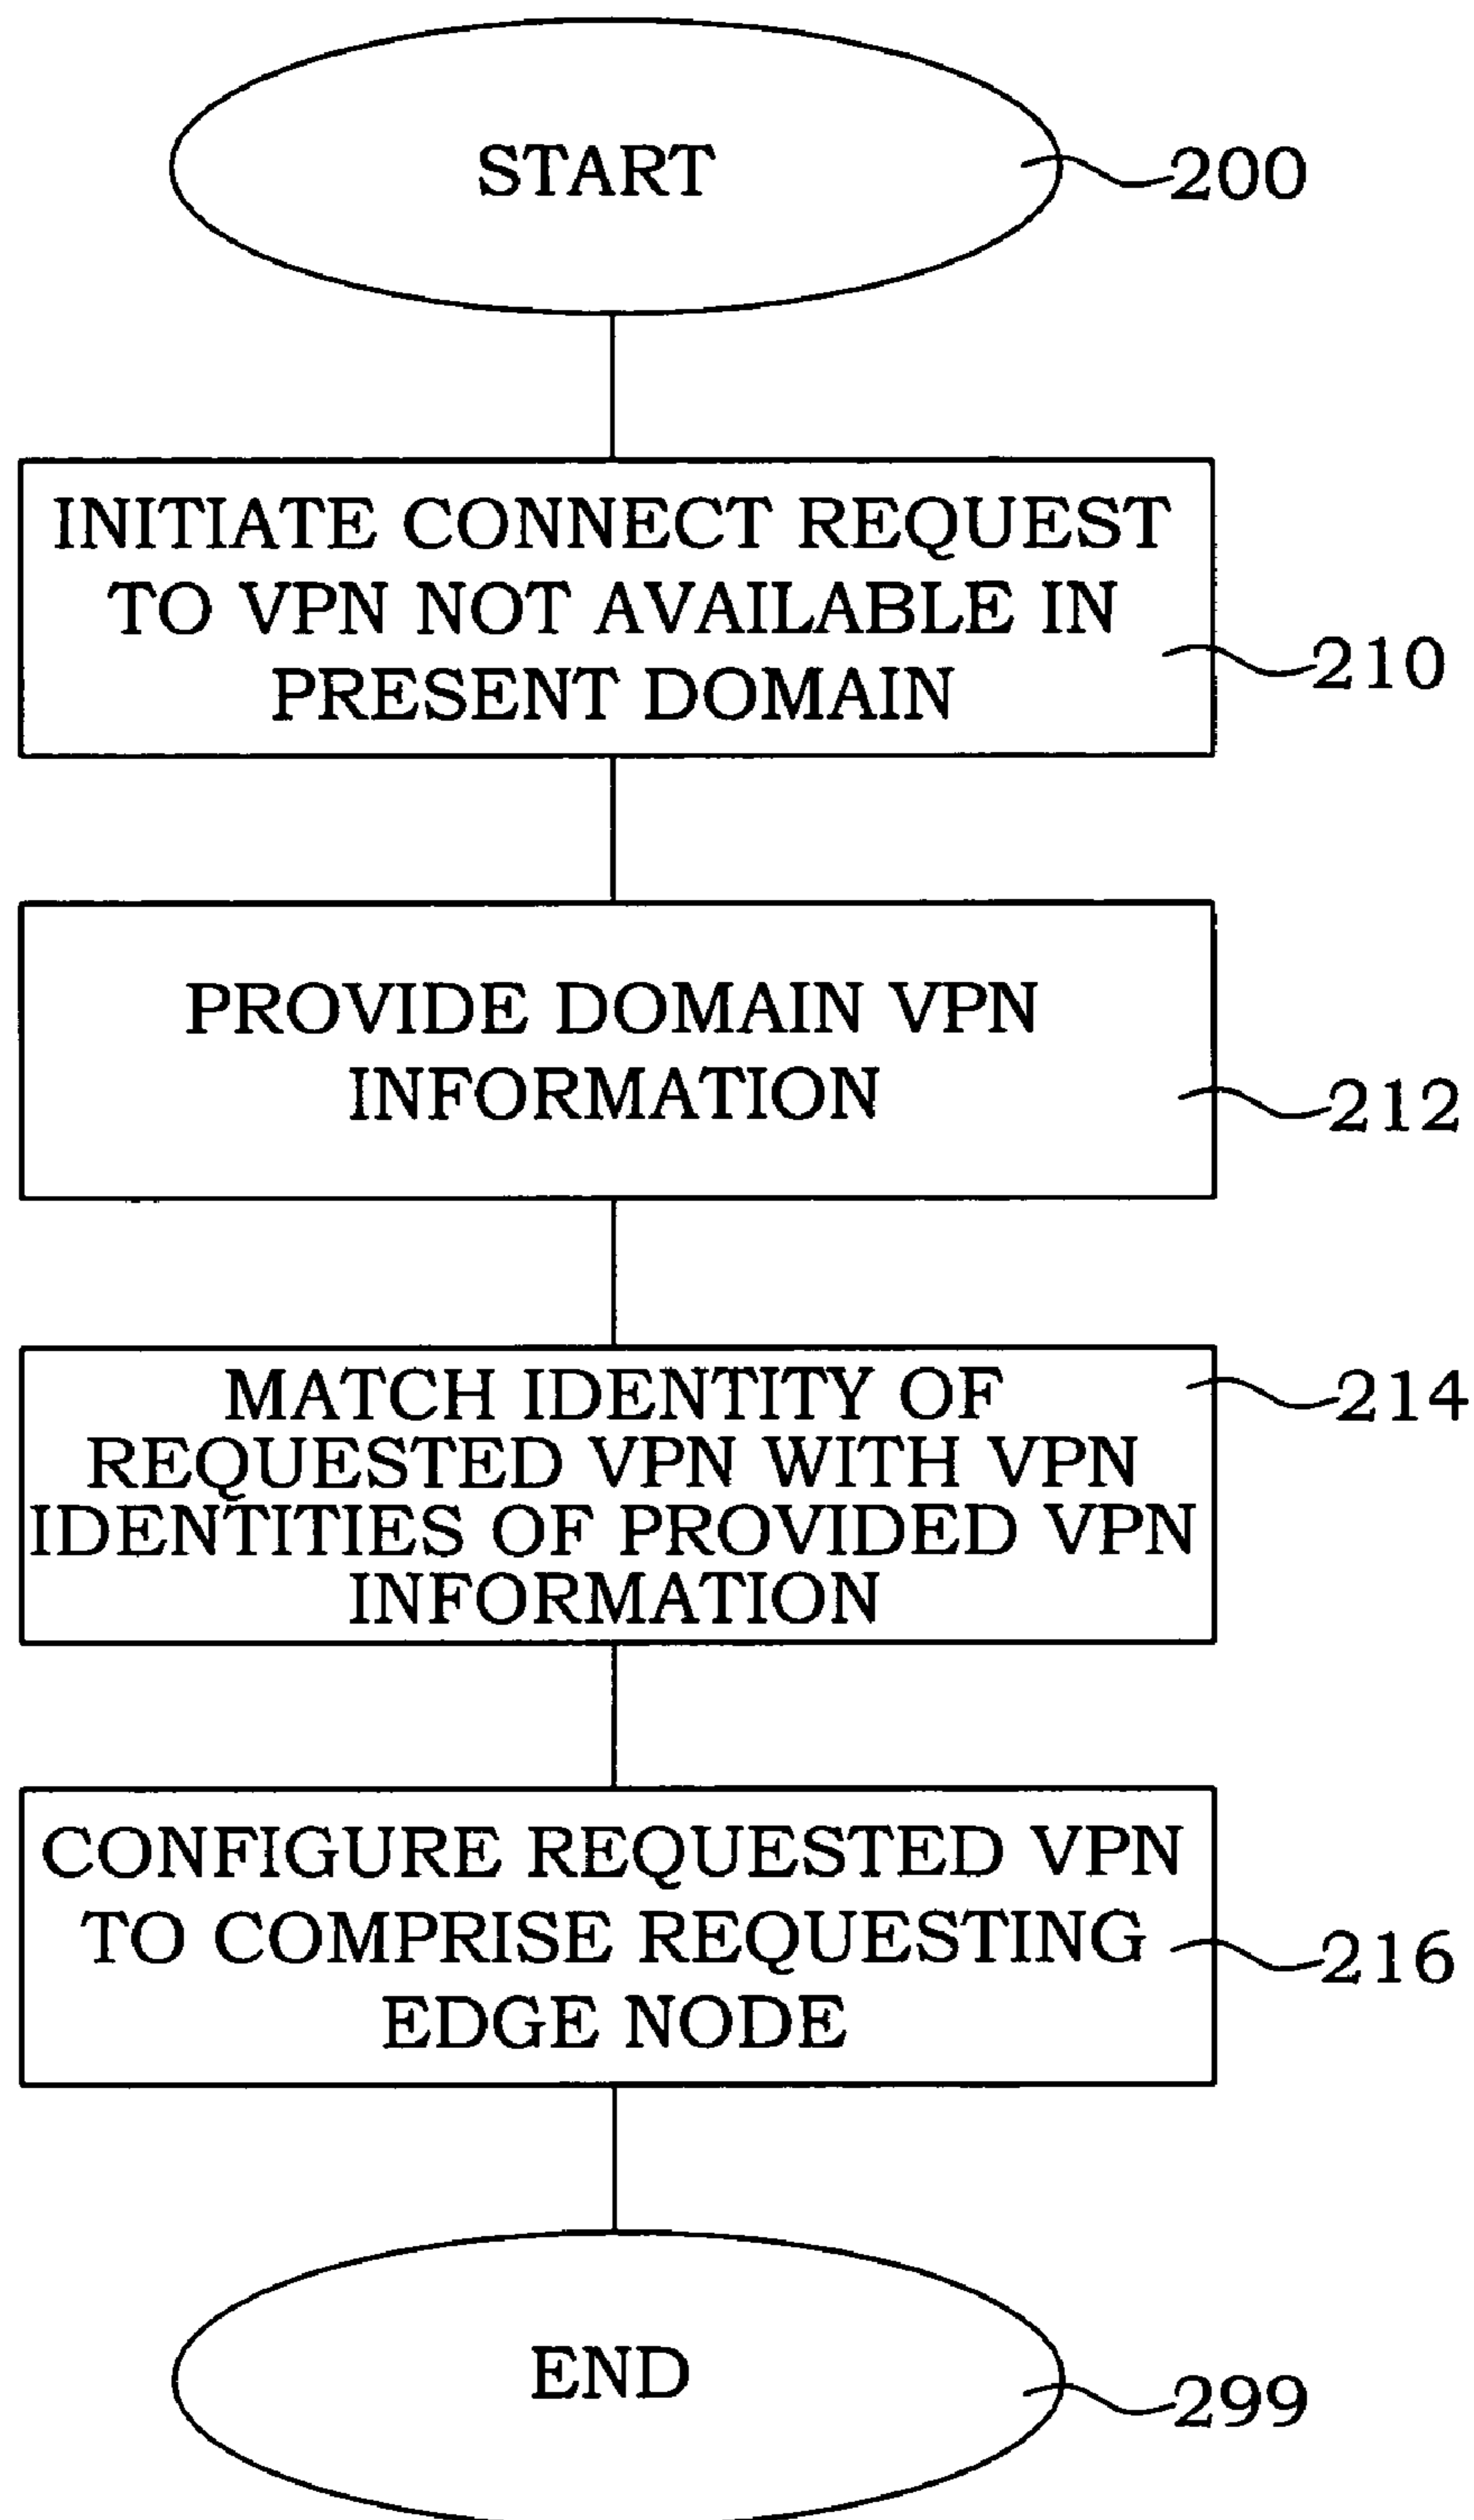 START
200
INITIATE CONNECT REQUEST
TO VPN NOT AVAILABLE IN
PRESENT DOMAIN
210
PROVIDE DOMAIN VPN
INFORMATION
212
MATCH IDENTITY OF
214
REQUESTED VPN WITH VPN
IDENTITIES OF PROVIDED VPN
INFORMATION
CONFIGURE REQUESTED VPN
TO COMPRISE REQUESTING
216
EDGE NODE
END
299